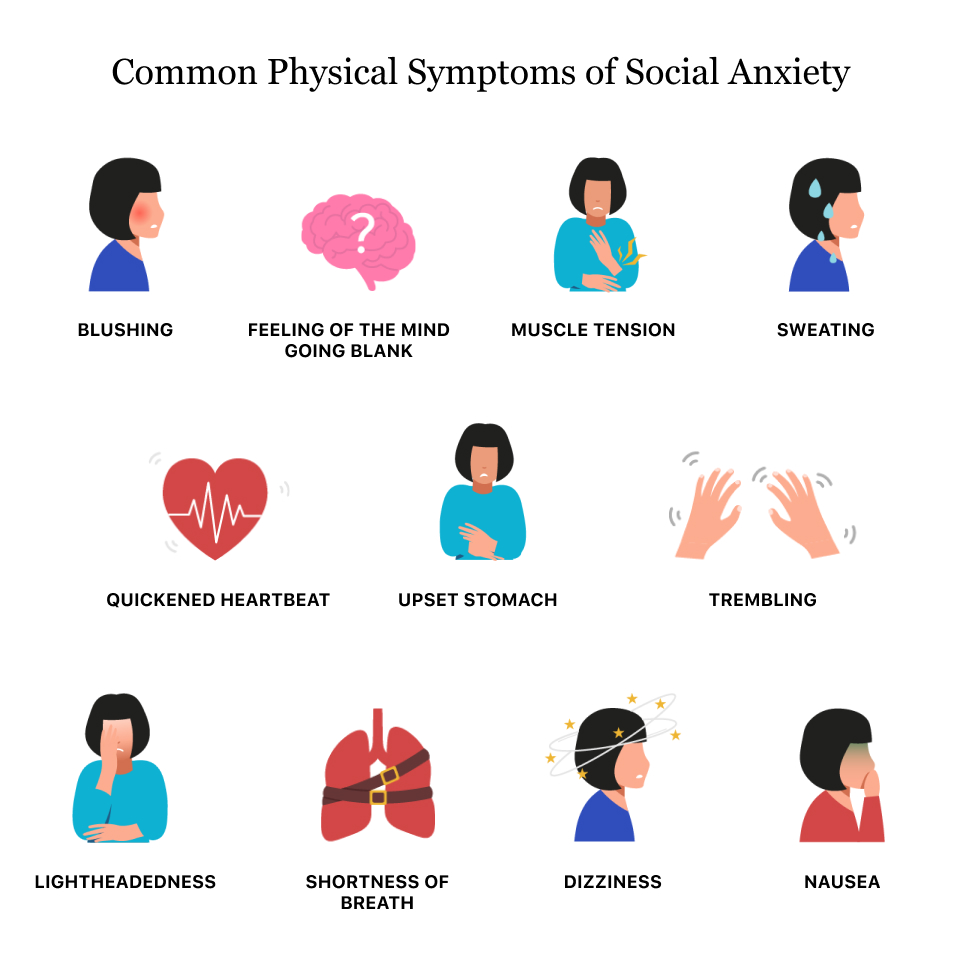 Common Physical Symptoms of Social Anxiety
?
BLUSHING
FEELING OF THE MIND
GOING BLANK
MUSCLE TENSION
SWEATING
QUICKENED HEARTBEAT
UPSET STOMACH
TREMBLING
LIGHTHEADEDNESS
SHORTNESS OF
BREATH
DIZZINESS
NAUSEA